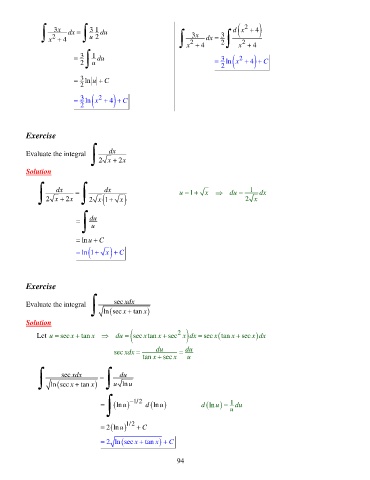 ∫ 3x/(x² + 4) dx = ∫ 3/2 1/u du
= 3/2 ∫ 1/u du
= 3/2 ln|u| + C
= 3/2 ln(x² + 4) + C
∫ 3x/(x² + 4) dx = 3/2 ∫ d(x² + 4)/(x² + 4)
= 3/2 ln(x² + 4) + C
Exercise
Evaluate the integral ∫ dx/(2√x + 2x)
Solution
∫ dx/(2√x + 2x) = ∫ dx/(2√x(1 + √x)) u = 1 + √x ⇒ du = 1/(2√x) dx
= ∫ du/u
= ln u + C
= ln(1 + √x) + C
Exercise
Evaluate the integral ∫ sec xdx/√(ln(sec x + tan x))
Solution
Let u = sec x + tan x ⇒ du = (sec x tan x + sec² x)dx = sec x(tan x + sec x)dx
sec xdx = du/(tan x + sec x) = du/u
∫ sec xdx/√(ln(sec x + tan x)) = ∫ du/(u√(ln u))
= ∫ (ln u)^(-1/2) d(ln u) d(ln u) = 1/u du
= 2(ln u)^(1/2) + C
= 2√(ln(sec x + tan x)) + C
94